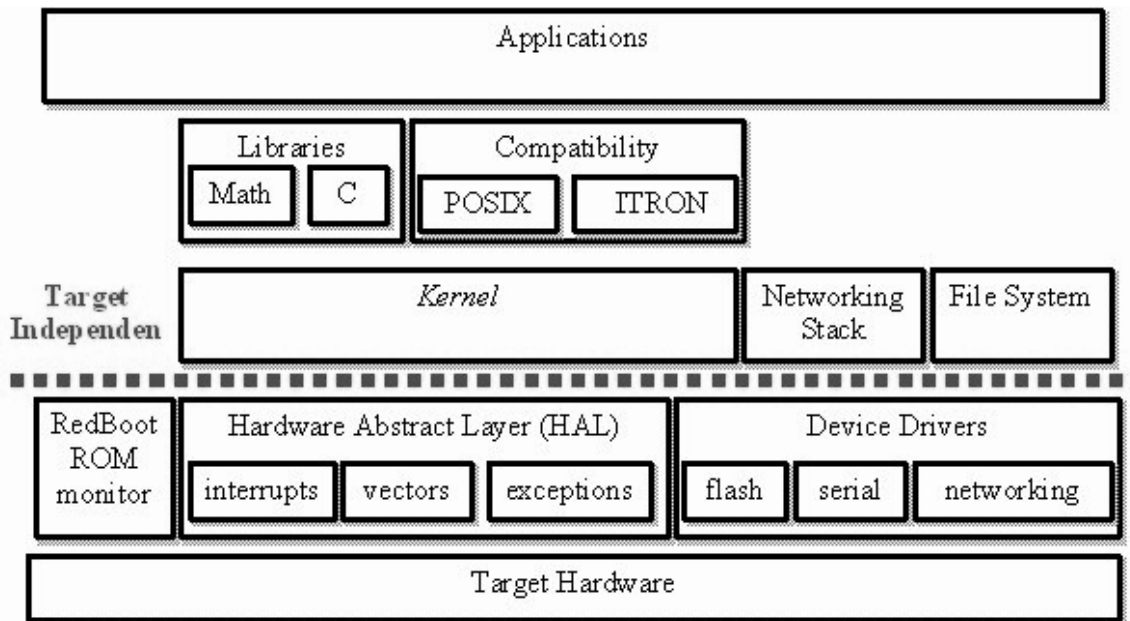 Applications
Libraries
Math
C
Compatibility
POSIX
ITRON
Target
Independen
Kernel
Networking
Stack
File System
RedBoot
ROM
monitor
Hardware Abstract Layer (HAL)
interrupts
vectors
exceptions
Device Drivers
flash
serial
networking
Target Hardware